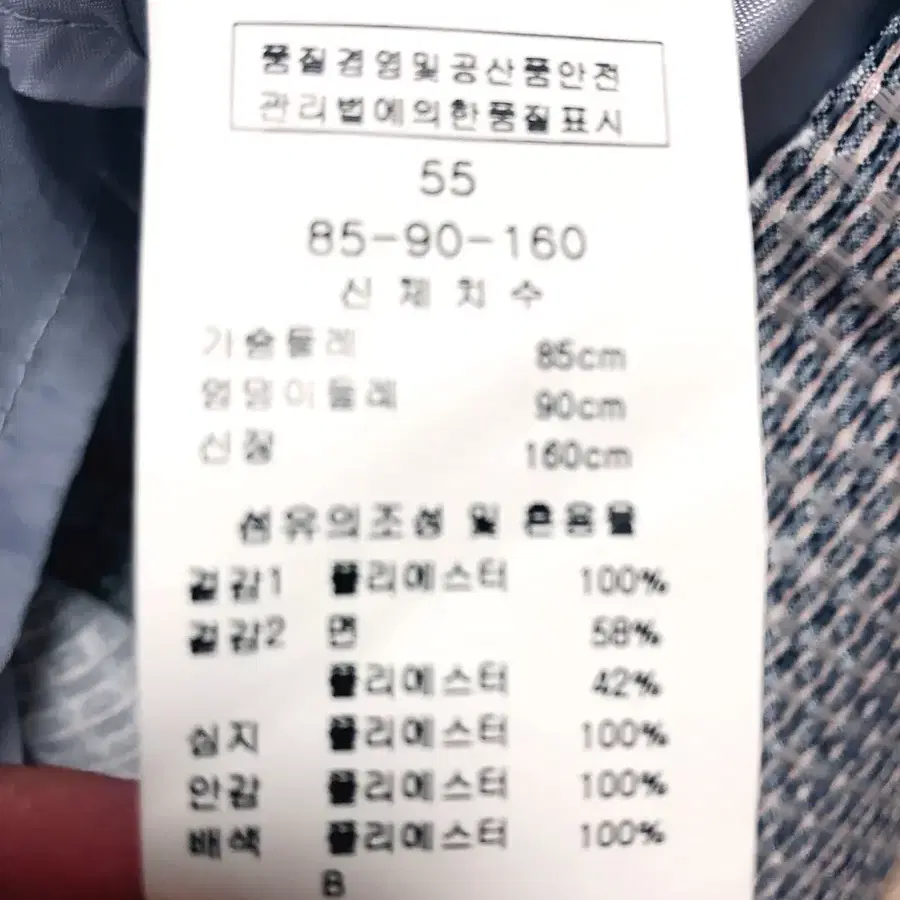 품질경영및공산품안전
관리법에의한품질표시
55
85-90-160
신체치수
가슴둘레 85cm
엉덩이둘레 90cm
신장 160cm
섬유의조성 및 혼용율
겉감1 폴리에스터 100%
겉감2 면 58%
폴리에스터 42%
심지 폴리에스터 100%
안감 폴리에스터 100%
배색 폴리에스터 100%
B